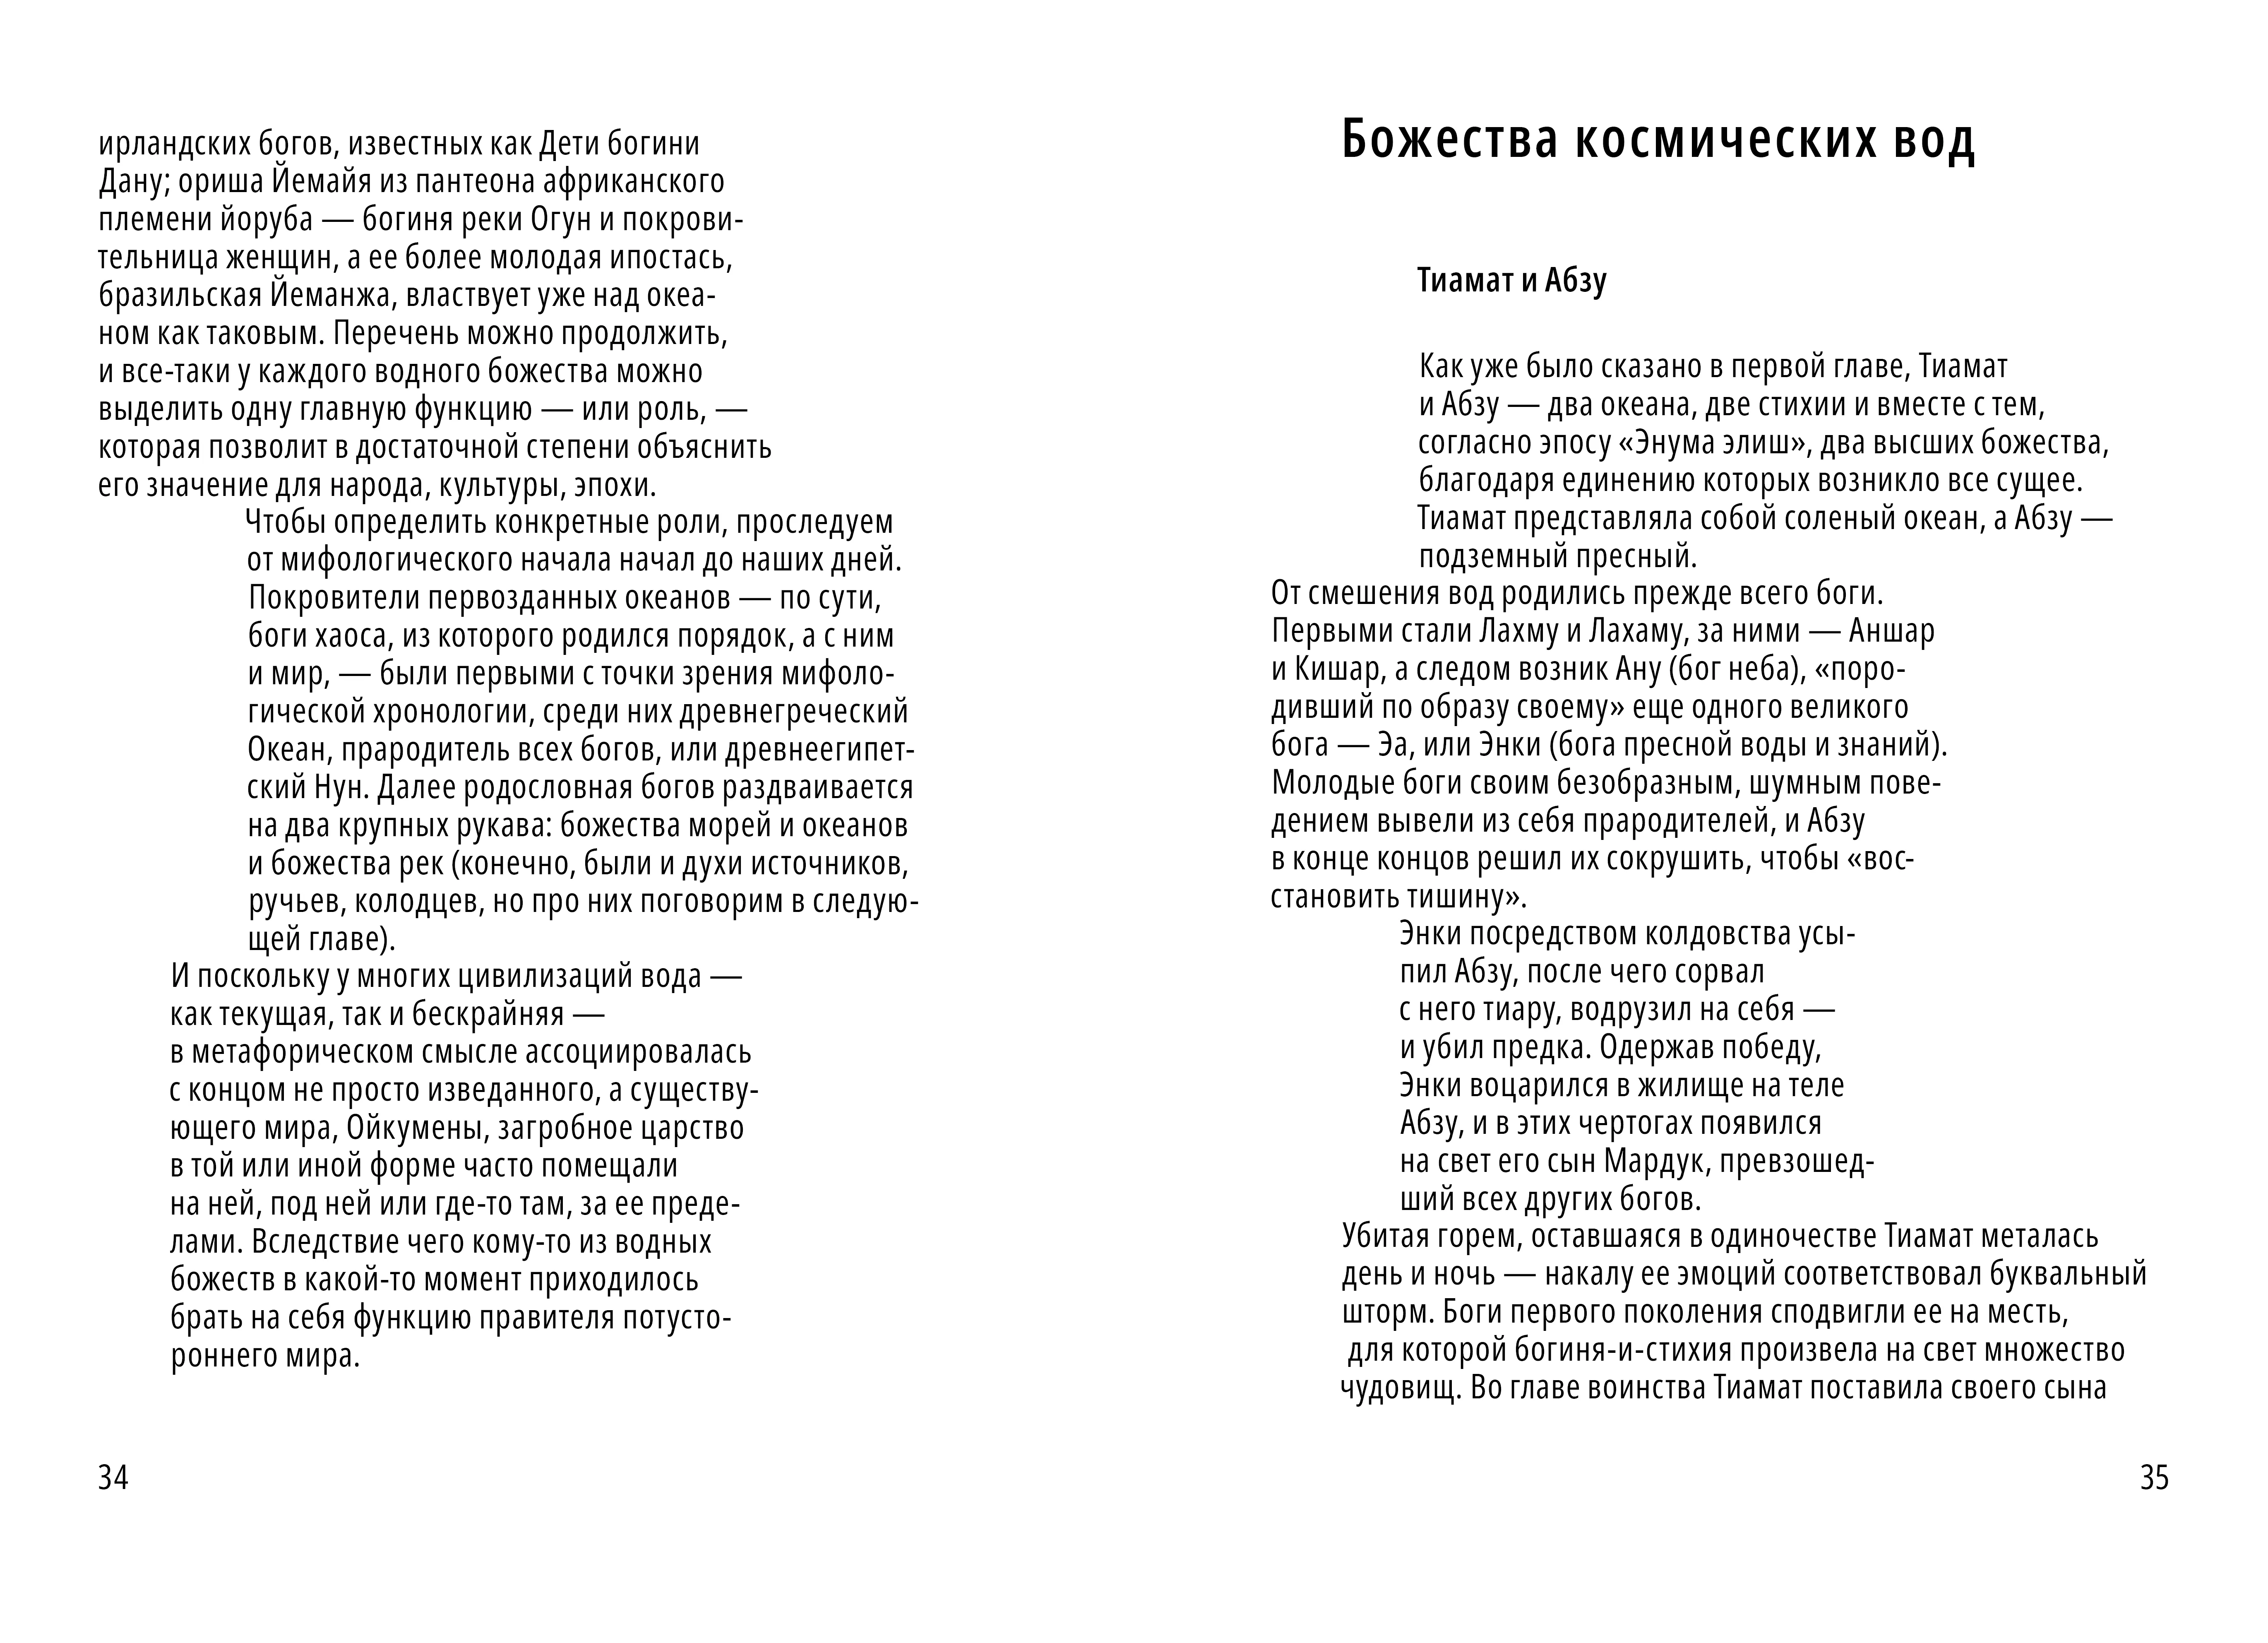 ирландских богов, известных как Дети богини
Дану; ориша Йемайя из пантеона африканского
племени йоруба — богиня реки Огун и покрови-
тельница женщин, а ее более молодая ипостась,
бразильская Йеманжа, властвует уже над океа-
ном как таковым. Перечень можно продолжить,
и все-таки у каждого водного божества можно
выделить одну главную функцию — или роль, —
которая позволит в достаточной степени объяснить
его значение для народа, культуры, эпохи.
Чтобы определить конкретные роли, проследуем
от мифологического начала начал до наших дней.
Покровители первозданных океанов — по сути,
боги хаоса, из которого родился порядок, а с ним
и мир, — были первыми с точки зрения мифоло-
гической хронологии, среди них древнегреческий
Океан, прародитель всех богов, или древнеегипет-
ский Нун. Далее родословная богов раздваивается
на два крупных рукава: божества морей и океанов
и божества рек (конечно, были и духи источников,
ручьев, колодцев, но про них поговорим в следую-
щей главе).
И поскольку у многих цивилизаций вода —
как текущая, так и бескрайняя —
в метафорическом смысле ассоциировалась
с концом не просто изведанного, а существу-
ющего мира, Ойкумены, загробное царство
в той или иной форме часто помещали
на ней, под ней или где-то там, за ее преде-
лами. Вследствие чего кому-то из водных
божеств в какой-то момент приходилось
брать на себя функцию правителя потусто-
роннего мира.
34
Божества космических вод
Тиамат и Абзу
Как уже было сказано в первой главе, Тиамат
и Абзу — два океана, две стихии и вместе с тем,
согласно эпосу «Энума элиш», два высших божества,
благодаря единению которых возникло все сущее.
Тиамат представляла собой соленый океан, а Абзу —
подземный пресный.
От смешения вод родились прежде всего боги.
Первыми стали Лахму и Лахаму, за ними — Аншар
и Кишар, а следом возник Ану (бог неба), «поро-
дивший по образу своему» еще одного великого
бога — Эа, или Энки (бога пресной воды и знаний).
Молодые боги своим безобразным, шумным пове-
дением вывели из себя прародителей, и Абзу
в конце концов решил их сокрушить, чтобы «вос-
становить тишину».
Энки посредством колдовства усы-
пил Абзу, после чего сорвал
с него тиару, водрузил на себя —
и убил предка. Одержав победу,
Энки воцарился в жилище на теле
Абзу, и в этих чертогах появился
на свет его сын Мардук, превзошед-
ший всех других богов.
Убитая горем, оставшаяся в одиночестве Тиамат металась
день и ночь — накалу ее эмоций соответствовал буквальный
шторм. Боги первого поколения сподвигли ее на месть,
для которой богиня-и-стихия произвела на свет множество
чудовищ. Во главе воинства Тиамат поставила своего сына
35